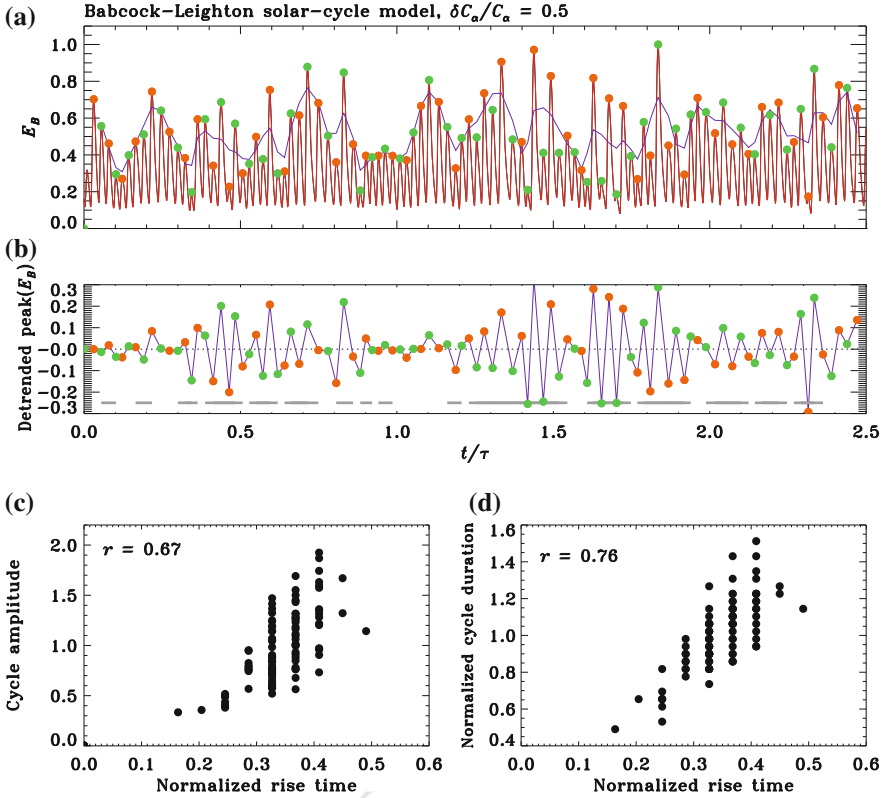 (a)
Babcock–Leighton solar–cycle model, δCα/Cα = 0.5
1.0
0.8
0.6
0.4
0.2
0.0
E_B
(b)
0.3
0.2
0.1
−0.0
−0.1
−0.2
−0.3
Detrended peak(E_B)
0.0 0.5 1.0 1.5 2.0 2.5
t/τ
(c)
r = 0.67
2.0
1.5
1.0
0.5
0.0
Cycle amplitude
0.0 0.1 0.2 0.3 0.4 0.5 0.6
Normalized rise time
(d)
r = 0.76
1.6
1.4
1.2
1.0
0.8
0.6
0.4
Normalized cycle duration
0.0 0.1 0.2 0.3 0.4 0.5 0.6
Normalized rise time